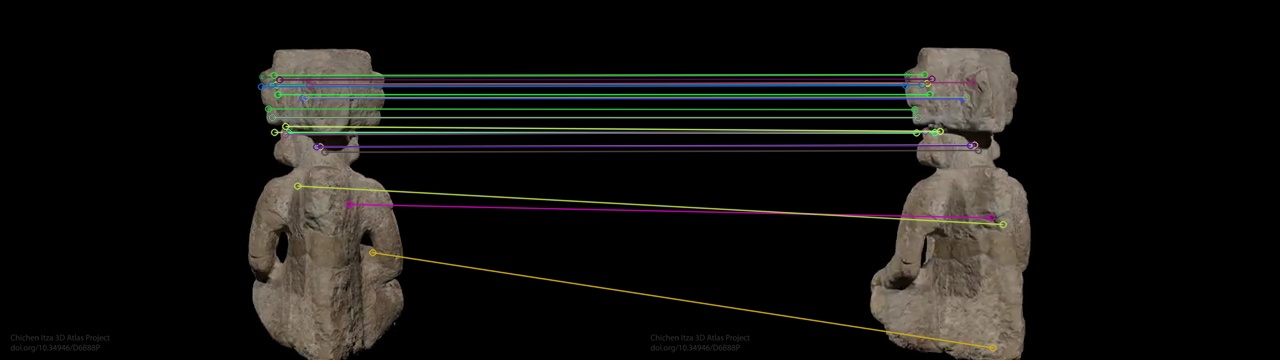 Chichen Itza 3D Atlas Project
doi.org/10.34946/D6B88P
Chichen Itza 3D Atlas Project
doi.org/10.34946/D6B88P